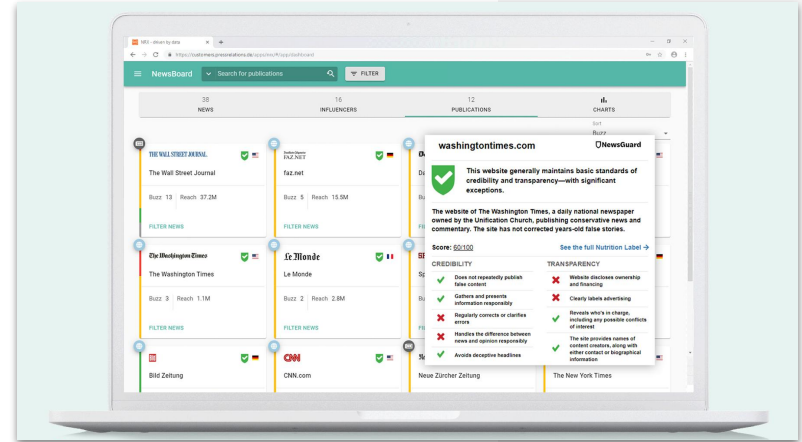 NRX - driven by data
https://customers.pressrelations.de/apps/nrx/#/app/dashboard
NewsBoard
Search for publications
FILTER
38
NEWS
16
INFLUENCERS
12
PUBLICATIONS
CHARTS
Sort
Buzz
THE WALL STREET JOURNAL.
The Wall Street Journal
Buzz 13 Reach 37.2M
FILTER NEWS
FAZ.NET
faz.net
Buzz 5 Reach 15.5M
FILTER NEWS
The Washington Times
The Washington Times
Buzz 3 Reach 1.1M
FILTER NEWS
Le Monde
Le Monde
Buzz 2 Reach 2.8M
FILTER NEWS
Bild Zeitung
CNN
CNN.com
Neue Zürcher Zeitung
The New York Times
washingtontimes.com
NewsGuard
This website generally maintains basic standards of
credibility and transparency—with significant
exceptions.
The website of The Washington Times, a daily national newspaper
owned by the Unification Church, publishing conservative news and
commentary. The site has not corrected years-old false stories.
Score: 60/100
See the full Nutrition Label →
CREDIBILITY
Does not repeatedly publish
false content
Gathers and presents
information responsibly
Regularly corrects or clarifies
errors
Handles the difference between
news and opinion responsibly
Avoids deceptive headlines
TRANSPARENCY
Website discloses ownership
and financing
Clearly labels advertising
Reveals who's in charge,
including any possible conflicts
of interest
The site provides names of
content creators, along with
either contact or biographical
information